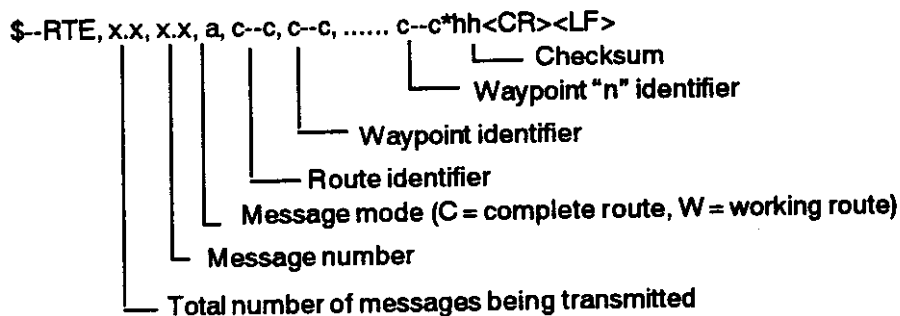 $--RTE, x.x, x.x, a, c--c, c--c, ...... c--c*hh<CR><LF>
Checksum
Waypoint "n" identifier
Waypoint identifier
Route identifier
Message mode (C = complete route, W = working route)
Message number
Total number of messages being transmitted